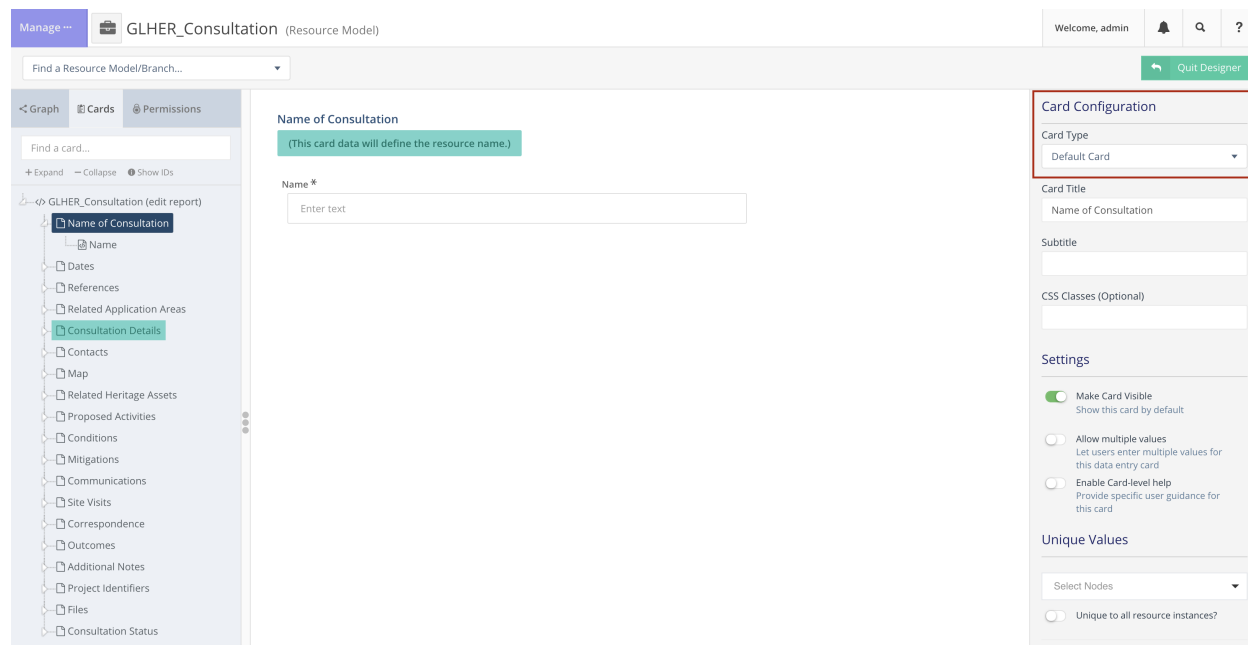 Manage ···
GLHER_Consultation (Resource Model)
Welcome, admin
?
Find a Resource Model/Branch...
Quit Designer
Graph
Cards
Permissions
Find a card...
+ Expand
− Collapse
Show IDs
</> GLHER_Consultation (edit report)
Name of Consultation
Name
Dates
References
Related Application Areas
Consultation Details
Contacts
Map
Related Heritage Assets
Proposed Activities
Conditions
Mitigations
Communications
Site Visits
Correspondence
Outcomes
Additional Notes
Project Identifiers
Files
Consultation Status
Name of Consultation
(This card data will define the resource name.)
Name *
Enter text
Card Configuration
Card Type
Default Card
Card Title
Name of Consultation
Subtitle
CSS Classes (Optional)
Settings
Make Card Visible
Show this card by default
Allow multiple values
Let users enter multiple values for
this data entry card
Enable Card-level help
Provide specific user guidance for
this card
Unique Values
Select Nodes
Unique to all resource instances?